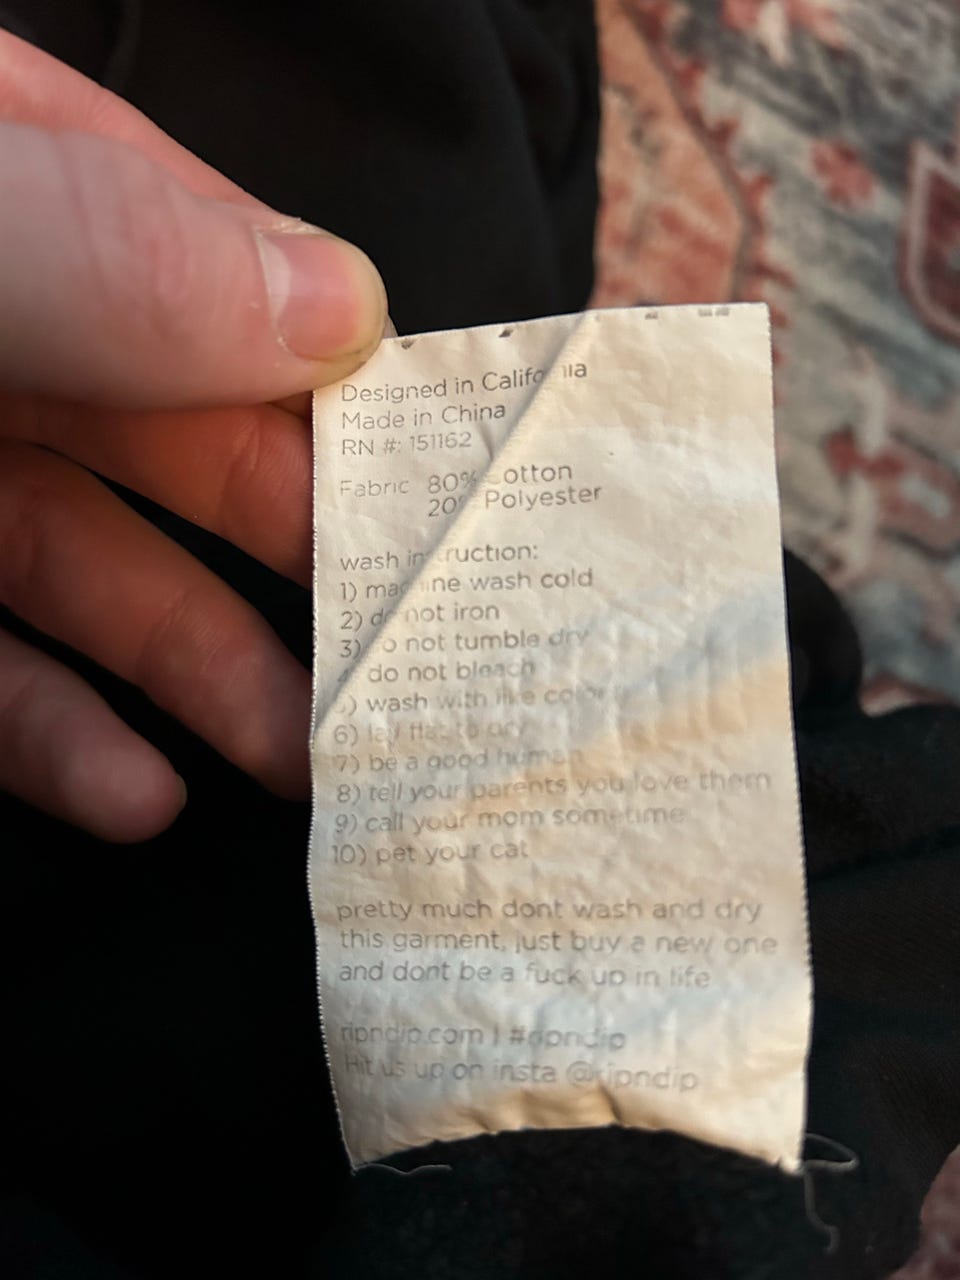 Designed in California
Made in China
RN #: 151162
Fabric 80% Cotton
20% Polyester
wash instruction:
1) machine wash cold
2) do not iron
3) do not tumble dry
4) do not bleach
5) wash with like color
6) lay flat to dry
7) be a good human
8) tell your parents you love them
9) call your mom sometime
10) pet your cat
pretty much dont wash and dry
this garment, just buy a new one
and dont be a fuck up in life
ripndip.com | #ripndip
Hit us up on insta @ripndip